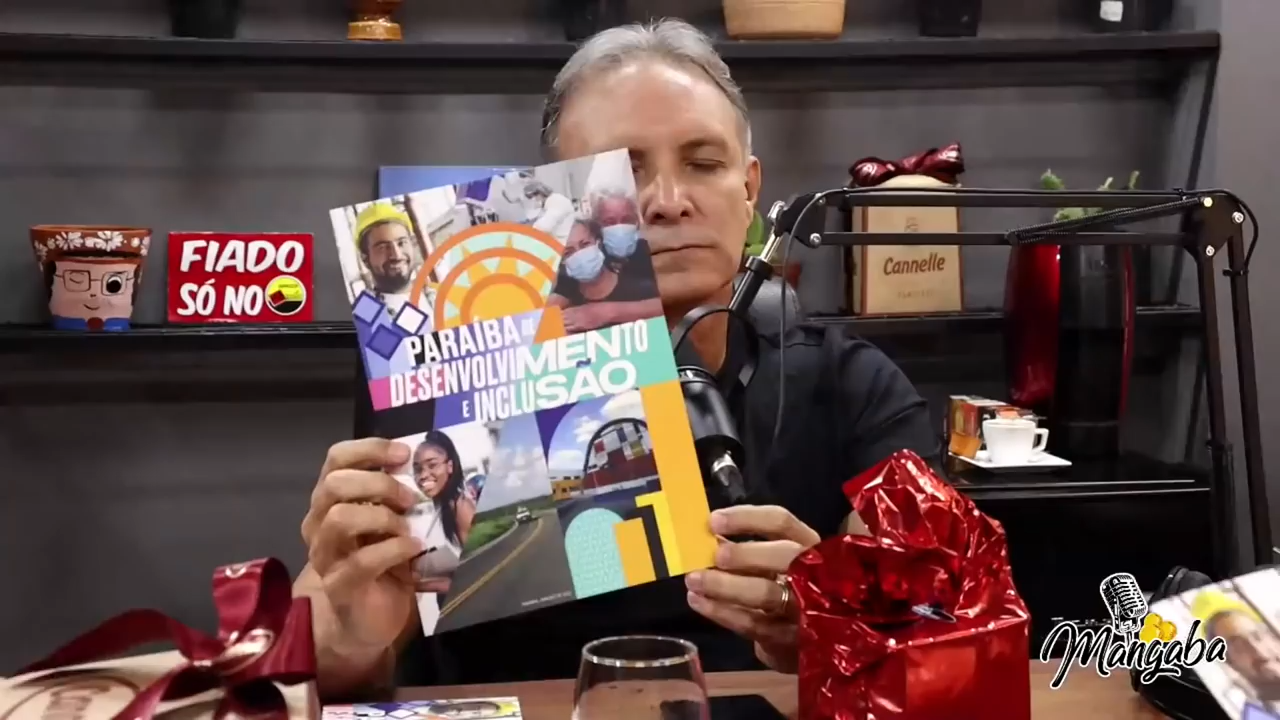 FIADO
SÓ NO
Cannelle
PARAÍBA DE
DESENVOLVIMENTO
E INCLUSÃO
Mangaba